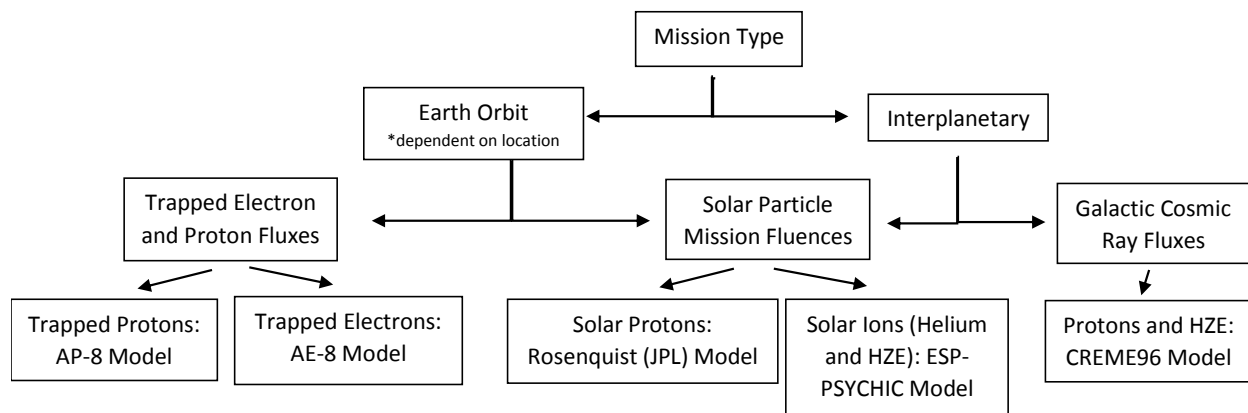 Mission Type
Earth Orbit
*dependent on location
Interplanetary
Trapped Electron
and Proton Fluxes
Solar Particle
Mission Fluences
Galactic Cosmic
Ray Fluxes
Trapped Protons:
AP-8 Model
Trapped Electrons:
AE-8 Model
Solar Protons:
Rosenquist (JPL) Model
Solar Ions (Helium
and HZE): ESP-
PSYCHIC Model
Protons and HZE:
CREME96 Model